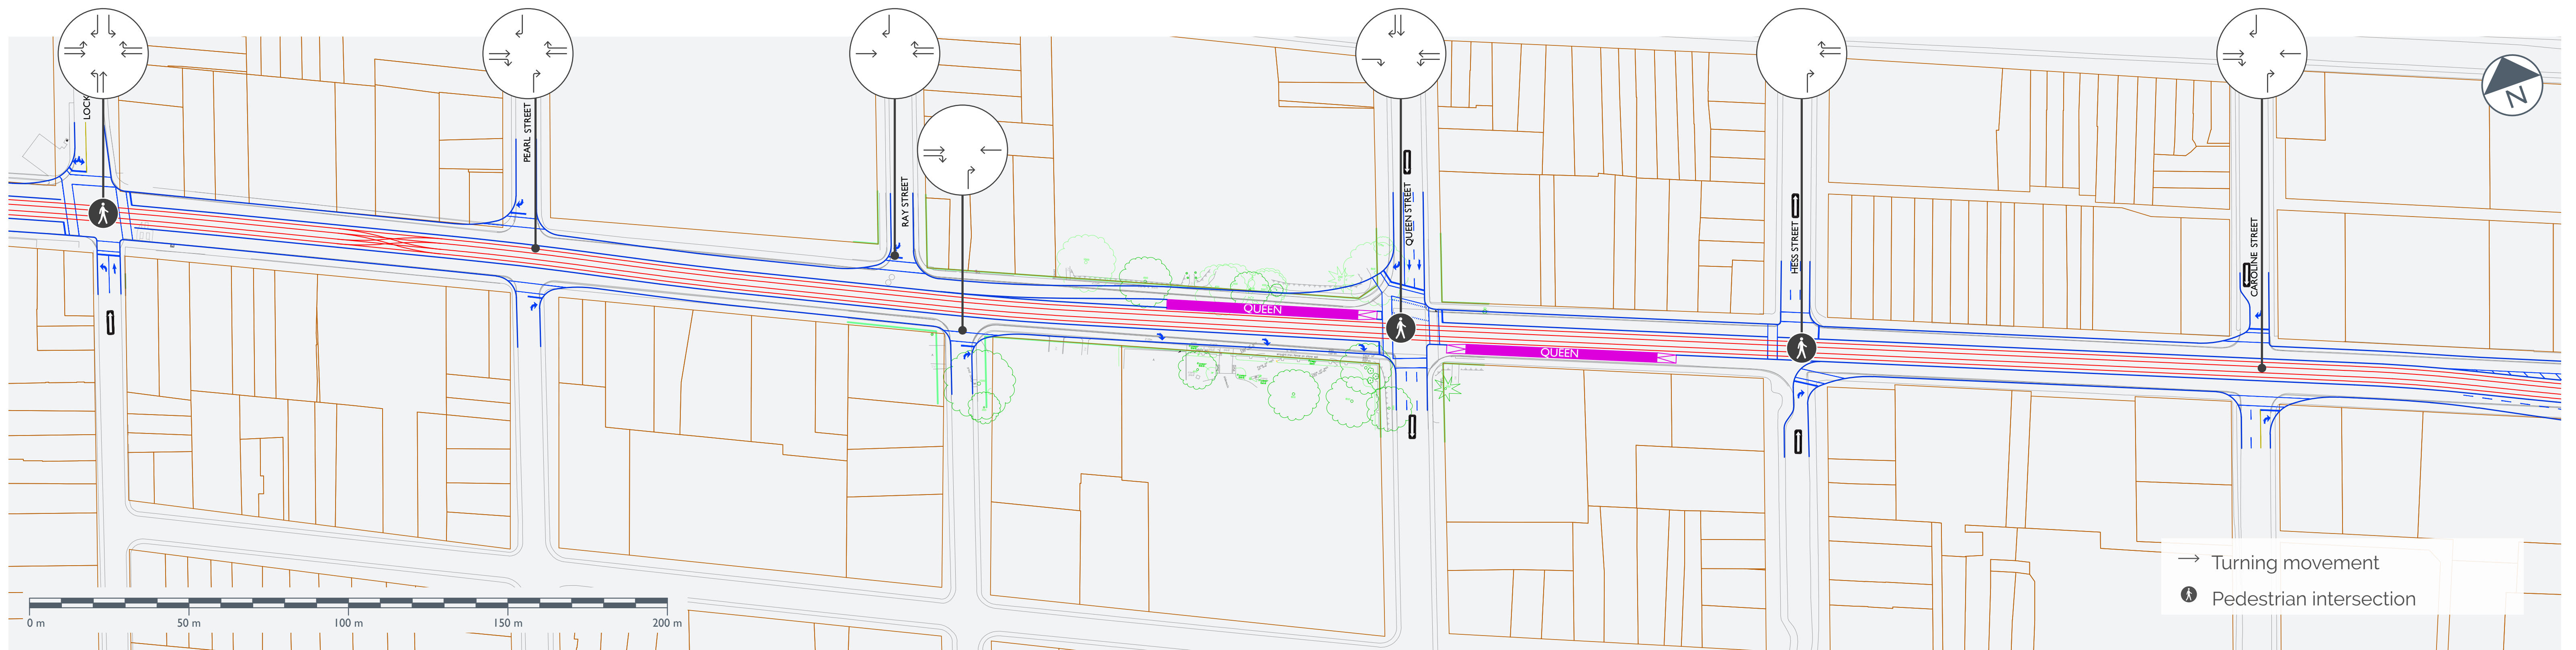 LOCK
PEARL STREET
RAY STREET
QUEEN STREET
HESS STREET
CAROLINE STREET
N
QUEEN
QUEEN
Turning movement
Pedestrian intersection
0 m
50 m
100 m
150 m
200 m